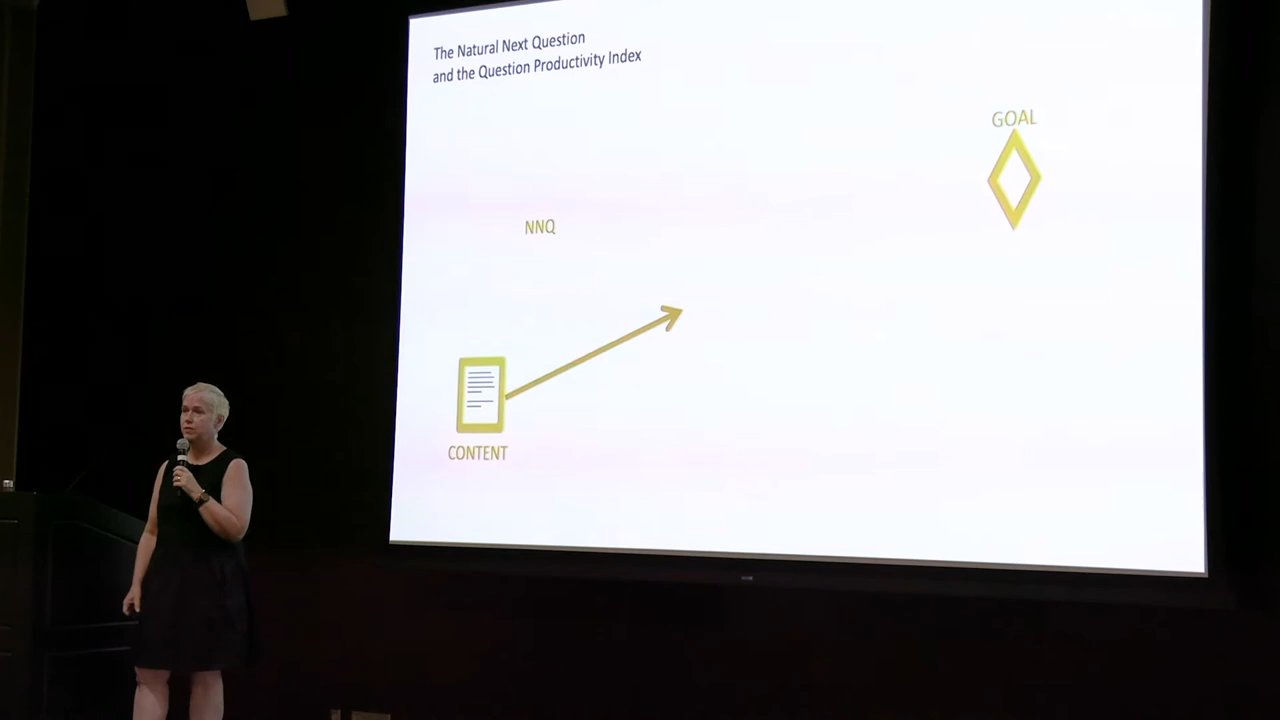 The Natural Next Question
and the Question Productivity Index
GOAL
NNQ
CONTENT